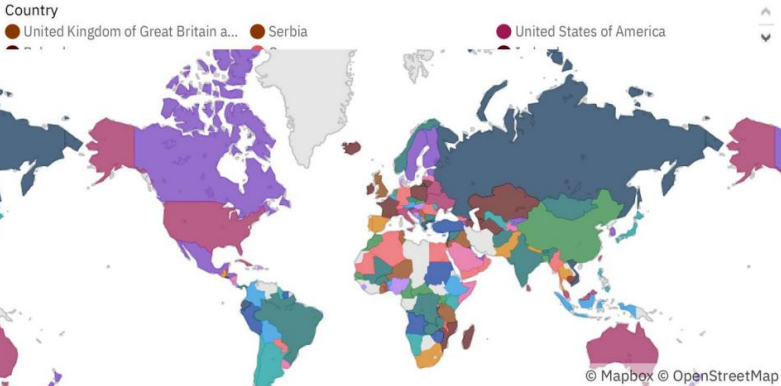 Country
United Kingdom of Great Britain a... Serbia United States of America
© Mapbox © OpenStreetMap